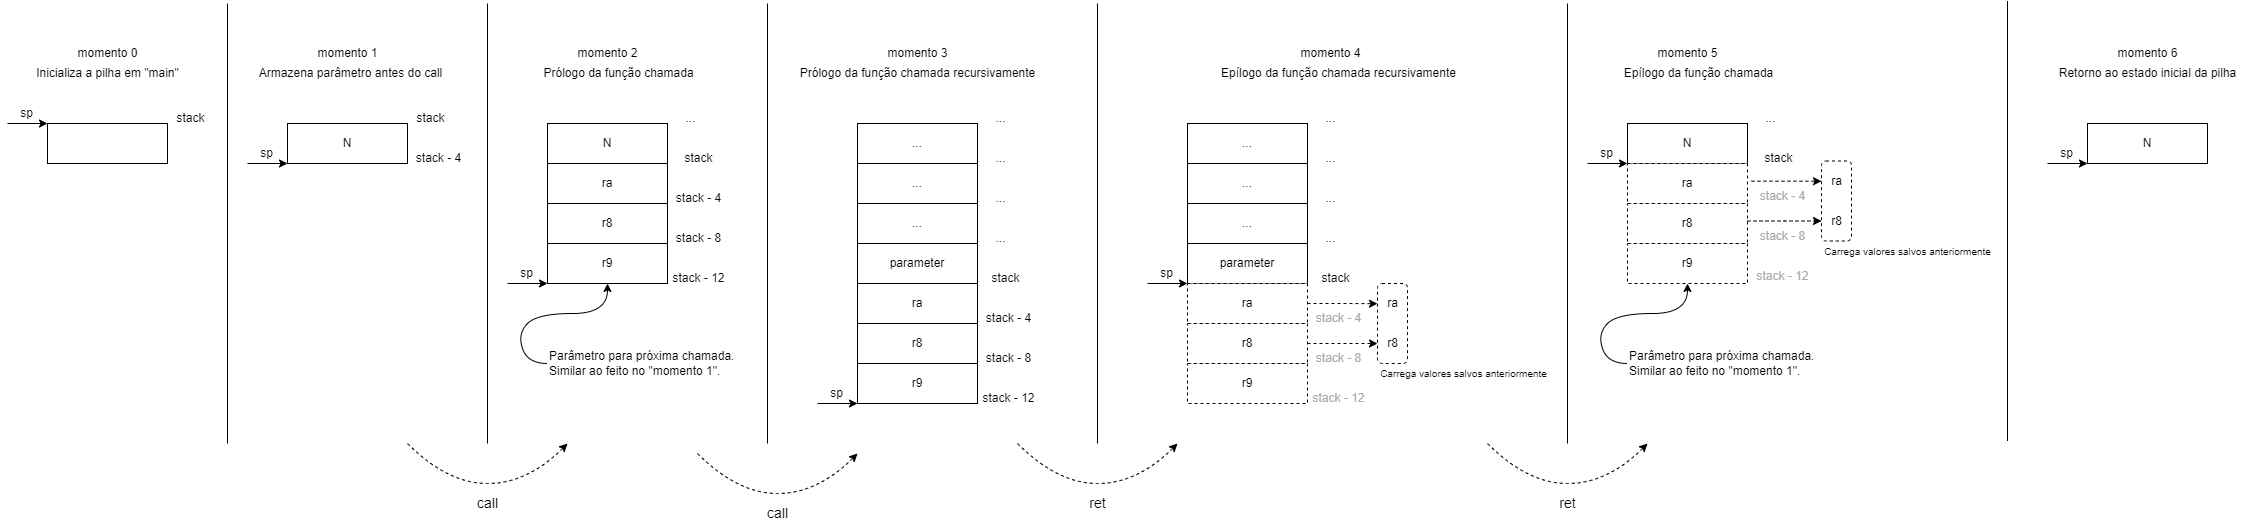 momento 0
Inicializa a pilha em "main"
sp
stack
momento 1
Armazena parâmetro antes do call
stack
N
sp
stack - 4
momento 2
Prólogo da função chamada
...
N
stack
ra
stack - 4
r8
stack - 8
r9
sp
stack - 12
Parâmetro para próxima chamada.
Similar ao feito no "momento 1".
momento 3
Prólogo da função chamada recursivamente
...
...
...
...
...
...
...
parameter
stack
ra
stack - 4
r8
stack - 8
r9
sp
stack - 12
momento 4
Epílogo da função chamada recursivamente
...
...
...
...
...
...
...
parameter
sp
stack
ra
ra
stack - 4
r8
r8
stack - 8
Carrega valores salvos anteriormente
r9
stack - 12
momento 5
Epílogo da função chamada
...
N
sp
stack
ra
ra
stack - 4
r8
r8
stack - 8
Carrega valores salvos anteriormente
r9
stack - 12
Parâmetro para próxima chamada.
Similar ao feito no "momento 1".
momento 6
Retorno ao estado inicial da pilha
N
sp
call
call
ret
ret